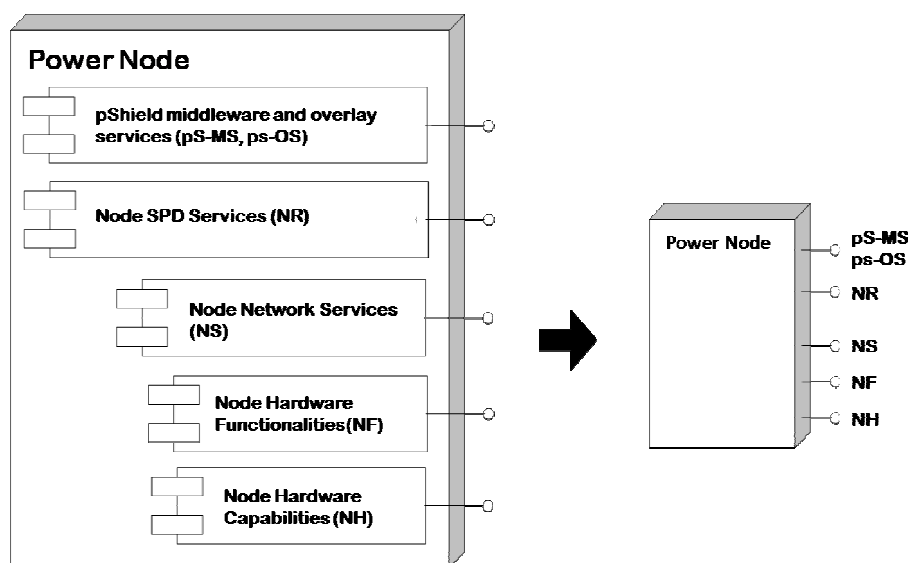 Power Node
pShield middleware and overlay
services (pS-MS, ps-OS)
Node SPD Services (NR)
Node Network Services
(NS)
Node Hardware
Functionalities(NF)
Node Hardware
Capabilities (NH)
Power Node
pS-MS
ps-OS
NR
NS
NF
NH